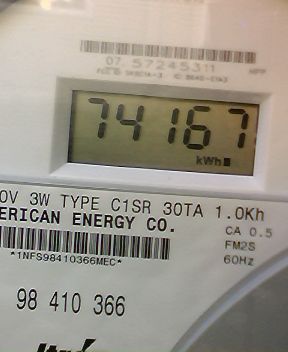 07 57245311
74167
kWh
0V 3W TYPE C1SR 30TA 1.0Kh
ERICAN ENERGY CO.
CA 0.5
FM2S
60Hz
*1NFS98410366MEC*
98 410 366